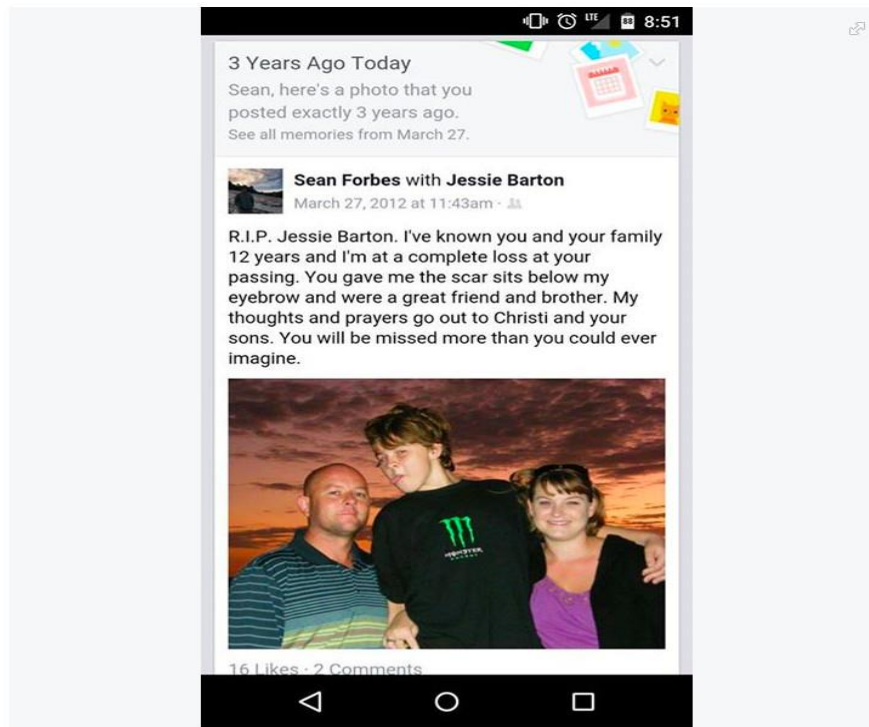 LTE 88 8:51
3 Years Ago Today
Sean, here's a photo that you
posted exactly 3 years ago.
See all memories from March 27.
Sean Forbes with Jessie Barton
March 27, 2012 at 11:43am ·
R.I.P. Jessie Barton. I've known you and your family
12 years and I'm at a complete loss at your
passing. You gave me the scar sits below my
eyebrow and were a great friend and brother. My
thoughts and prayers go out to Christi and your
sons. You will be missed more than you could ever
imagine.
MONSTER
ENERGY
16 Likes · 2 Comments